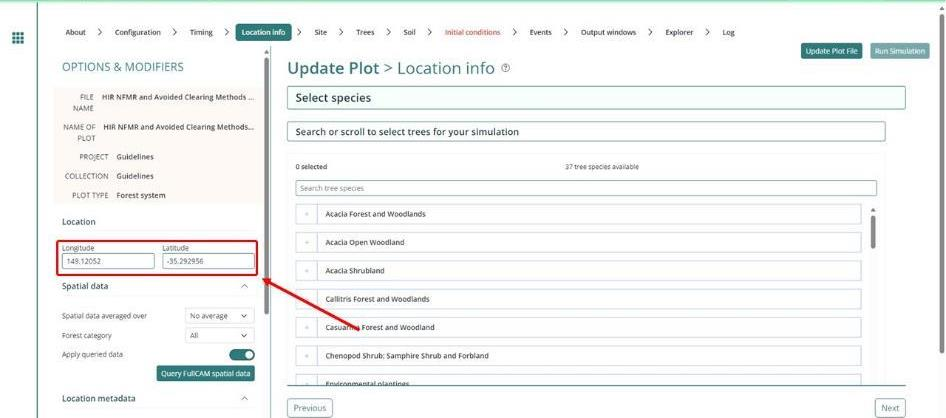 About > Configuration > Timing > Location info > Site > Trees > Soil > Initial conditions > Events > Output windows > Explorer > Log
Update Plot File Run Simulation
OPTIONS & MODIFIERS
FILE NAME HIR NFMR and Avoided Clearing Methods ...
NAME OF PLOT HIR NFMR and Avoided Clearing Methods...
PROJECT Guidelines
COLLECTION Guidelines
PLOT TYPE Forest system
Location
Longitude Latitude
149.12052 -35.292956
Spatial data
Spatial data averaged over No average
Forest category All
Apply queried data
Query FullCAM spatial data
Location metadata
Update Plot > Location info
Select species
Search or scroll to select trees for your simulation
0 selected 37 tree species available
Search tree species
+ Acacia Forest and Woodlands
+ Acacia Open Woodland
+ Acacia Shrubland
+ Callitris Forest and Woodlands
+ Casuarina Forest and Woodland
+ Chenopod Shrub; Samphire Shrub and Forbland
Environmental plantings
Previous Next